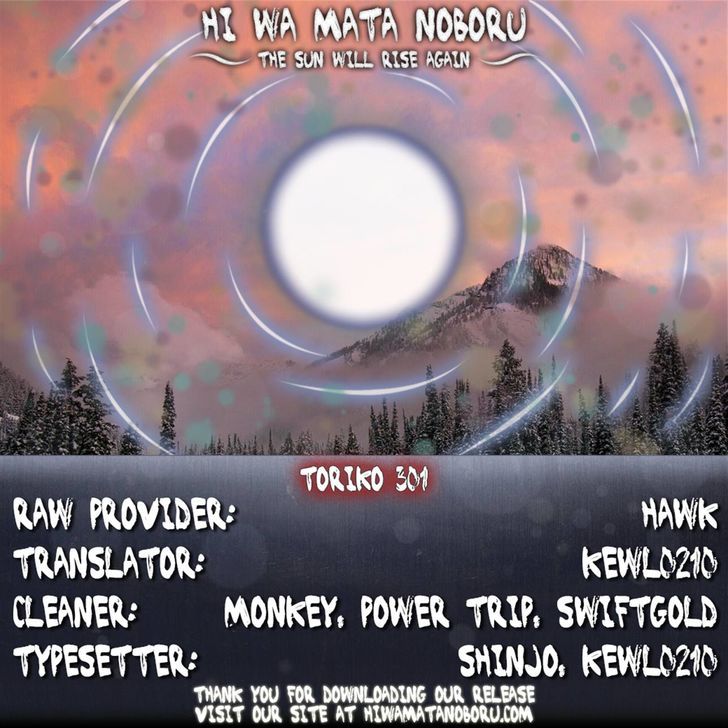 HI WA MATA NOBORU
THE SUN WILL RISE AGAIN
TORIKO 301
RAW PROVIDER: HAWK
TRANSLATOR: KEWL0210
CLEANER: MONKEY, POWER TRIP, SWIFTGOLD
TYPESETTER: SHINJO, KEWL0210
THANK YOU FOR DOWNLOADING OUR RELEASE
VISIT OUR SITE AT HIWAMATANOBORU.COM